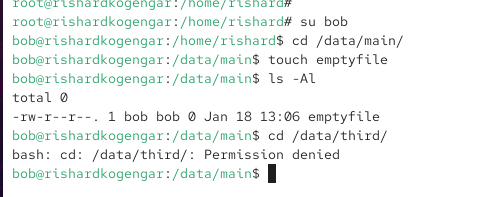 root@rishardkogengar:/home/rishard#
root@rishardkogengar:/home/rishard# su bob
bob@rishardkogengar:/home/rishard$ cd /data/main/
bob@rishardkogengar:/data/main$ touch emptyfile
bob@rishardkogengar:/data/main$ ls -Al
total 0
-rw-r--r--. 1 bob bob 0 Jan 18 13:06 emptyfile
bob@rishardkogengar:/data/main$ cd /data/third/
bash: cd: /data/third/: Permission denied
bob@rishardkogengar:/data/main$